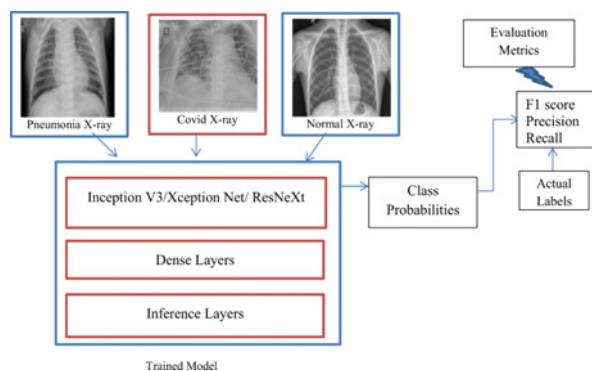 Pneumonia X-ray
Covid X-ray
Normal X-ray
Evaluation
Metrics
F1 score
Precision
Recall
Inception V3/Xception Net/ ResNeXt
Class
Probabilities
Actual
Labels
Dense Layers
Inference Layers
Trained Model